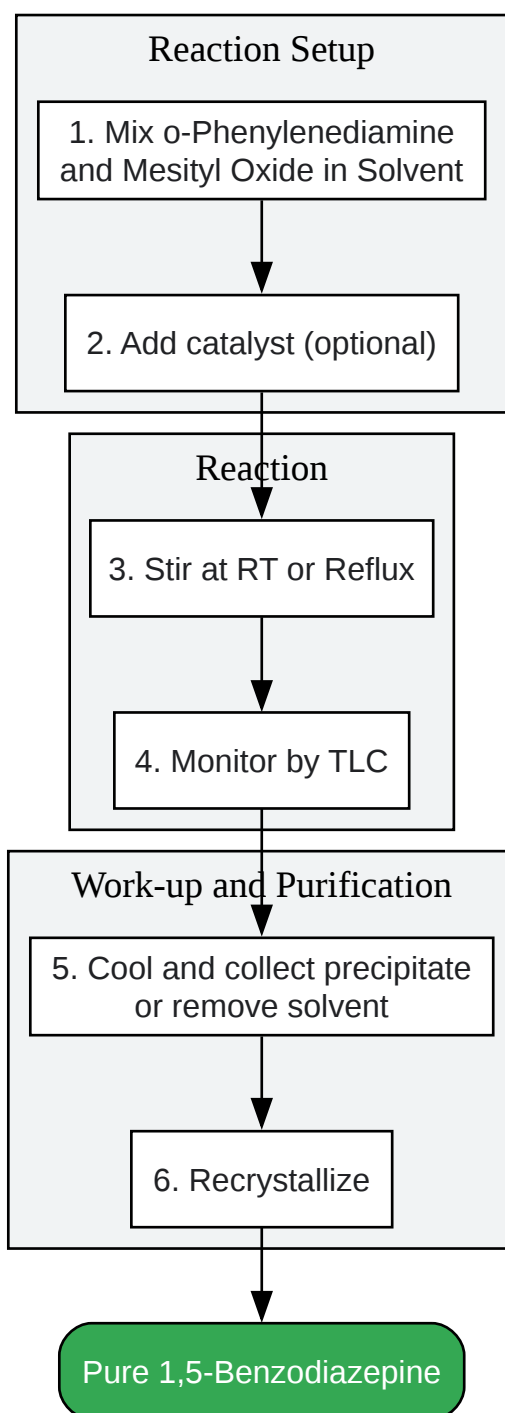 Reaction Setup
1. Mix o-Phenylenediamine
and Mesityl Oxide in Solvent
2. Add catalyst (optional)
Reaction
3. Stir at RT or Reflux
4. Monitor by TLC
Work-up and Purification
5. Cool and collect precipitate
or remove solvent
6. Recrystallize
Pure 1,5-Benzodiazepine